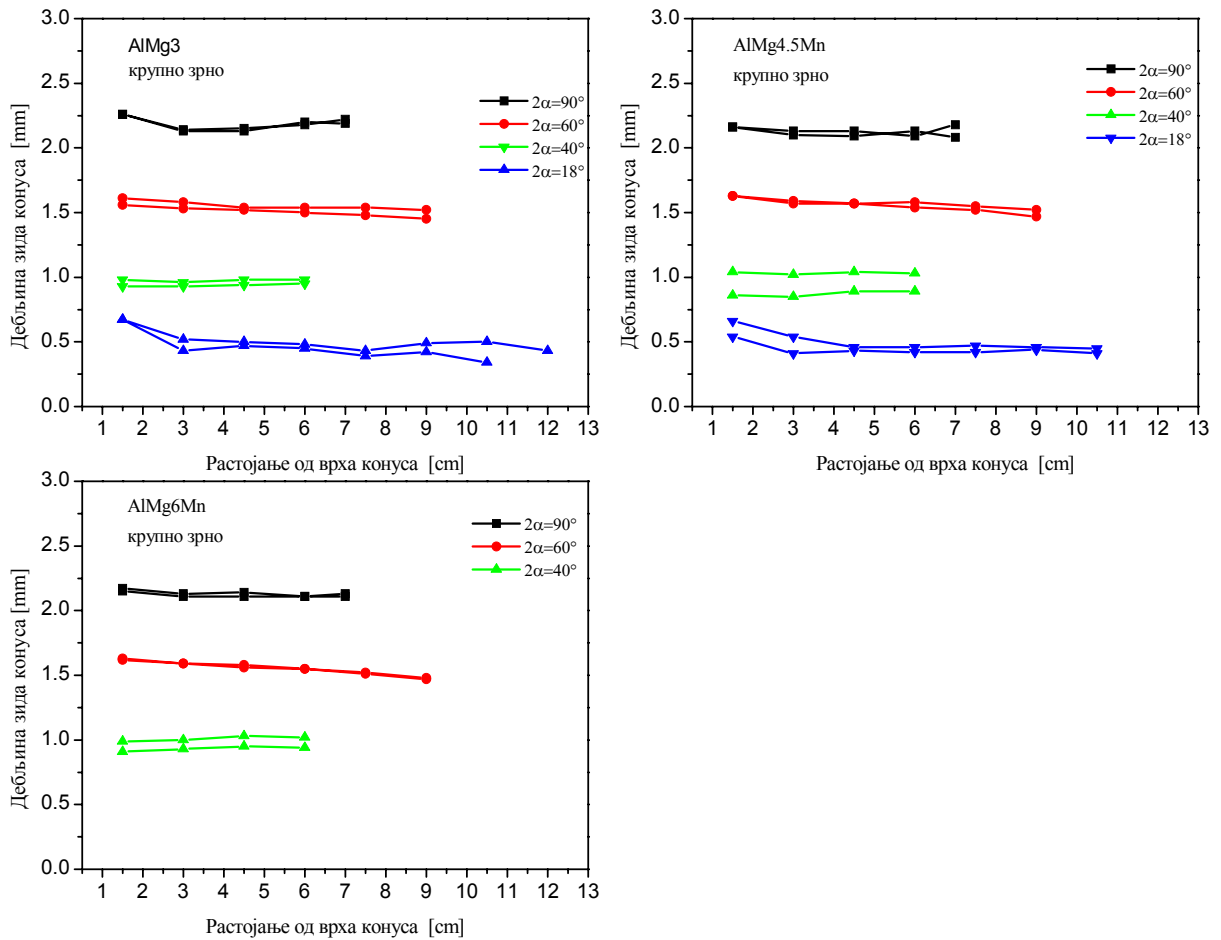 AlMg3
крупно зрно
2α=90°
2α=60°
2α=40°
2α=18°
3.0
2.5
2.0
1.5
1.0
0.5
0.0
1 2 3 4 5 6 7 8 9 10 11 12 13
Дебљина зида конуса [mm]
Растојање од врха конуса [cm]
AlMg4.5Mn
крупно зрно
2α=90°
2α=60°
2α=40°
2α=18°
3.0
2.5
2.0
1.5
1.0
0.5
0.0
1 2 3 4 5 6 7 8 9 10 11 12 13
Дебљина зида конуса [mm]
Растојање од врха конуса [cm]
AlMg6Mn
крупно зрно
2α=90°
2α=60°
2α=40°
3.0
2.5
2.0
1.5
1.0
0.5
0.0
1 2 3 4 5 6 7 8 9 10 11 12 13
Дебљина зида конуса [mm]
Растојање од врха конуса [cm]